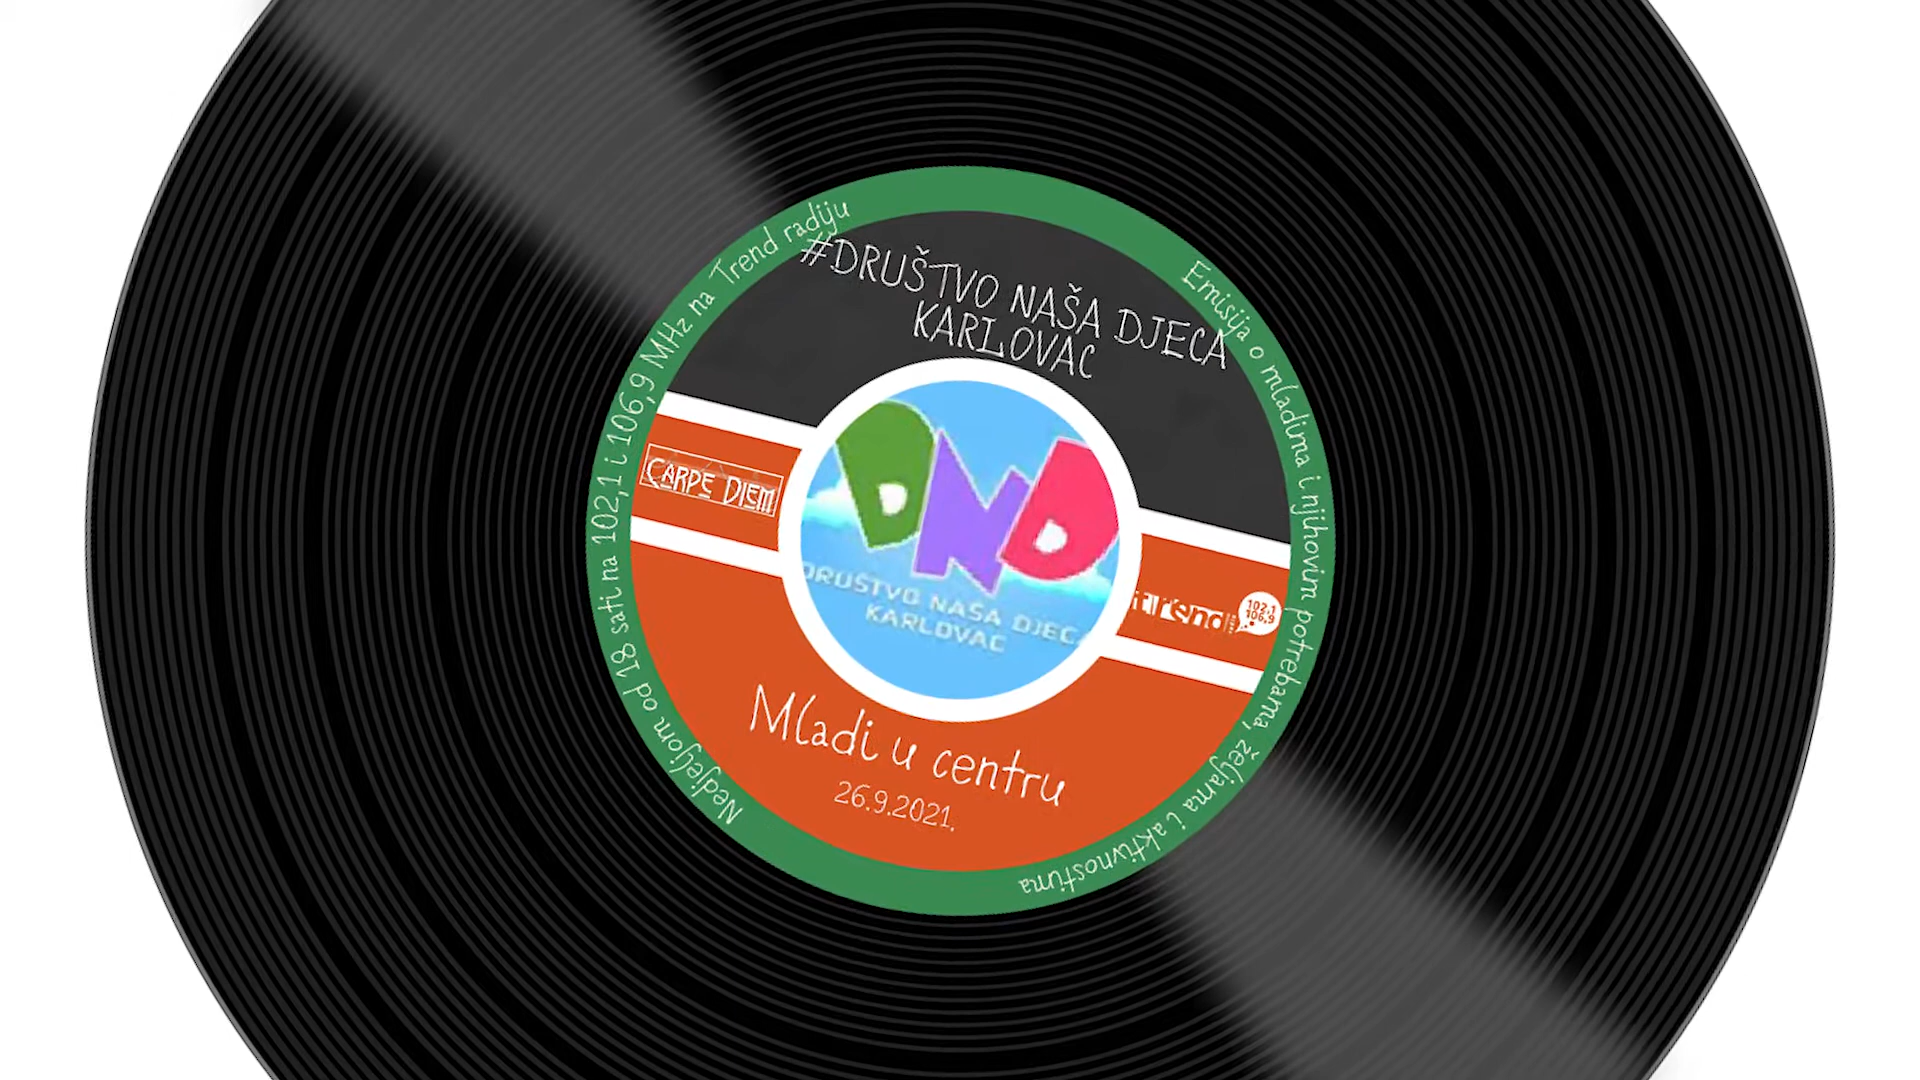 Nedjeljom od 18 sati na 102,1 i 106,9 MHz na Trend radiju
Emisija o mladima i njihovim potrebama, željama i aktivnostima
#DRUŠTVO NAŠA DJECA
KARLOVAC
CARPE DIEM
DND
DRUŠTVO NAŠA DJECA
KARLOVAC
trend
102,1
106,9
Mladi u centru
26.9.2021.